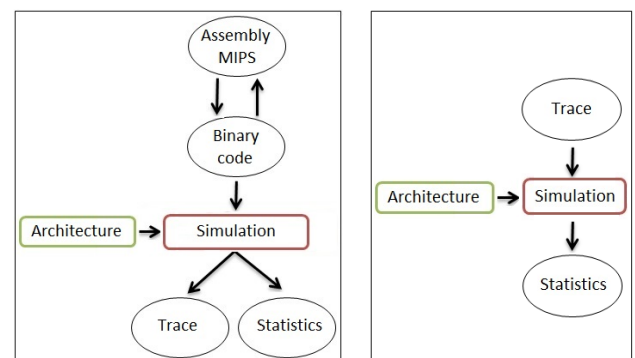 Assembly
MIPS
Binary
code
Architecture
Simulation
Trace
Statistics
Trace
Architecture
Simulation
Statistics